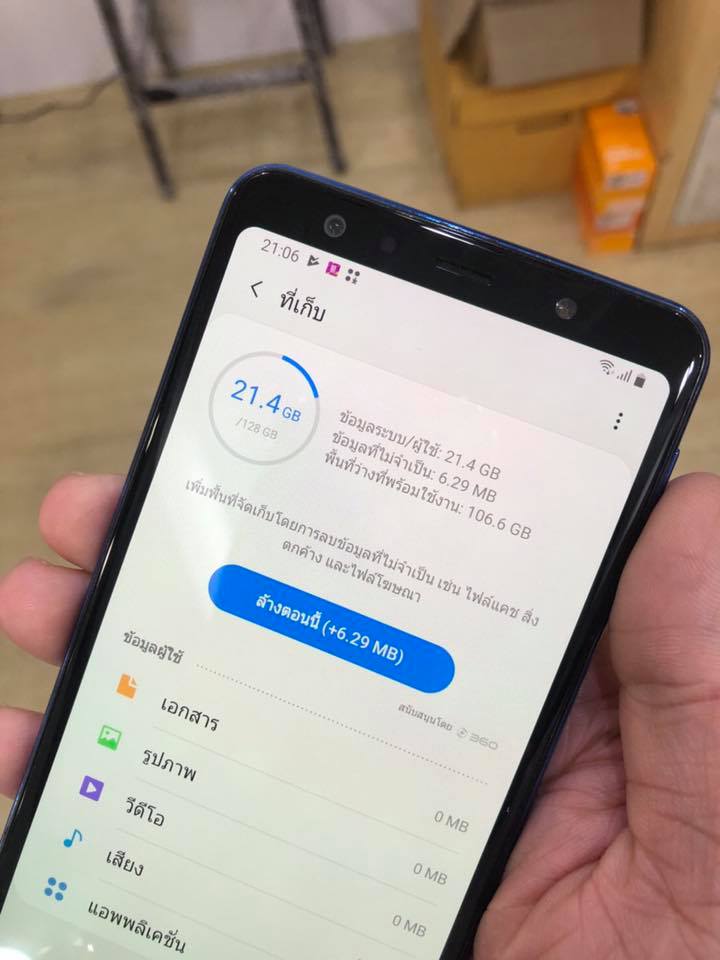 21:06
ที่เก็บ
21.4 GB
/128 GB
ข้อมูลระบบ/ผู้ใช้: 21.4 GB
ข้อมูลที่ไม่จำเป็น: 6.29 MB
พื้นที่ว่างที่พร้อมใช้งาน: 106.6 GB
เพิ่มพื้นที่จัดเก็บโดยการลบข้อมูลที่ไม่จำเป็น เช่น ไฟล์แคช สิ่ง
ตกค้าง และไฟล์โฆษณา
ล้างตอนนี้ (+6.29 MB)
สนับสนุนโดย 360
ข้อมูลผู้ใช้
เอกสาร
0 MB
รูปภาพ
0 MB
วีดีโอ
0 MB
เสียง
แอพพลิเคชั่น